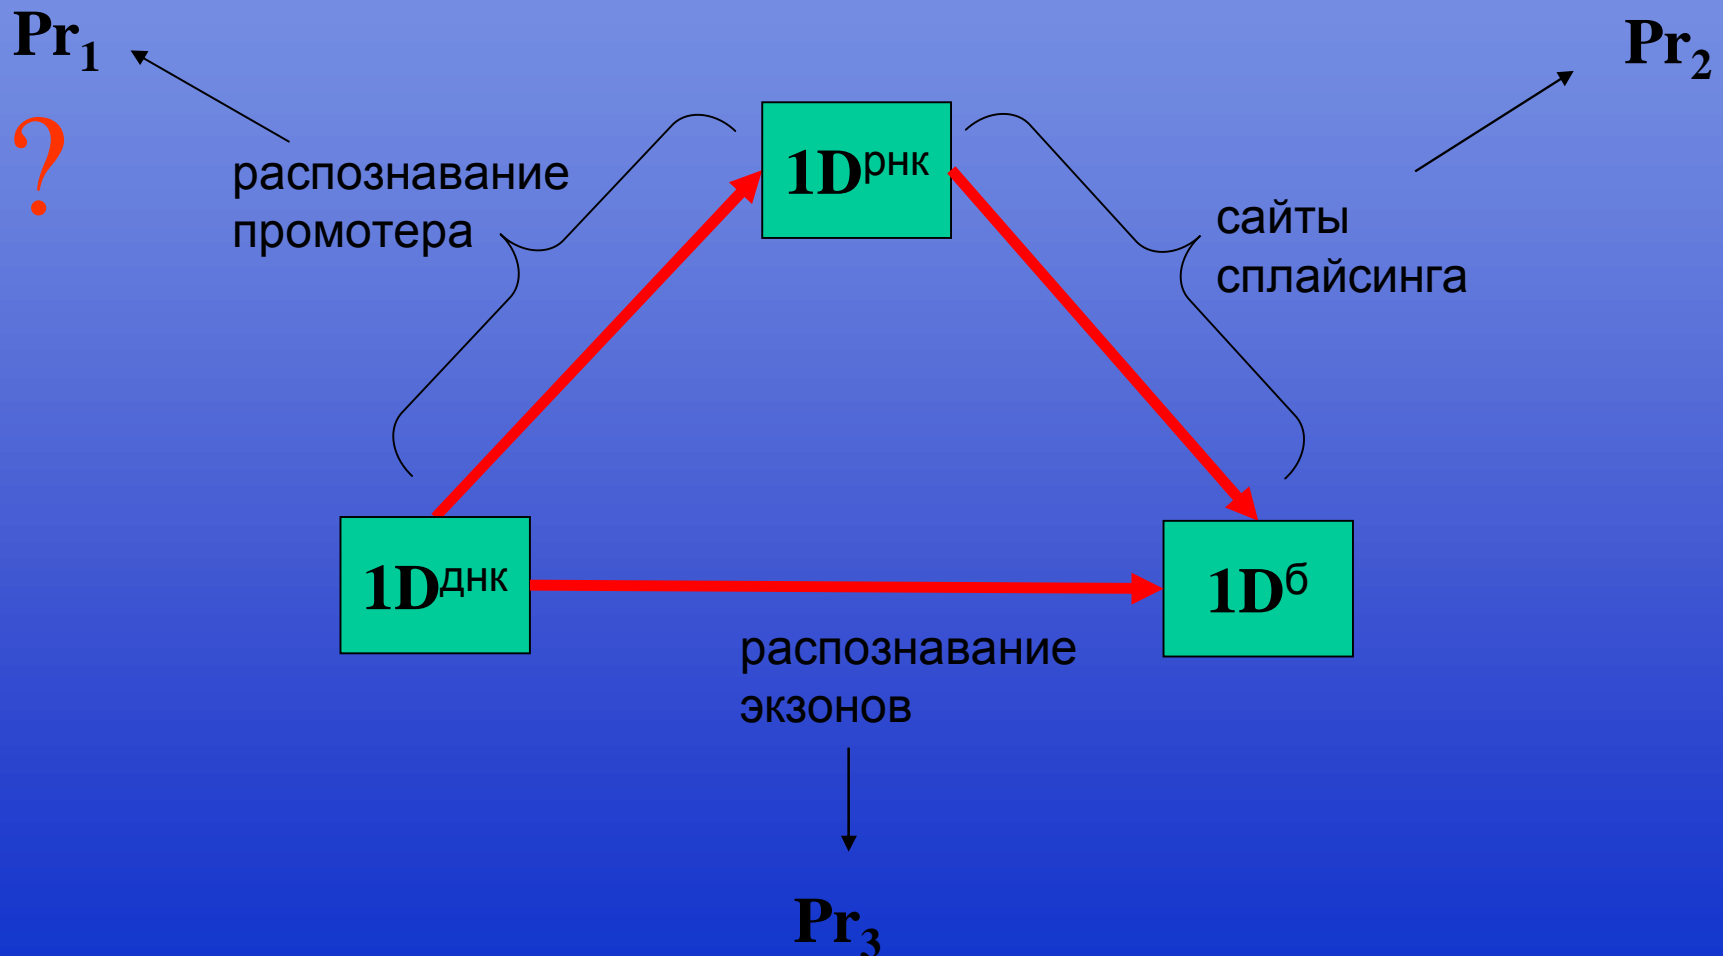 Pr₁
Pr₂
?
распознавание
промотера
1Dрнк
сайты
сплайсинга
1Dднк
1Dб
распознавание
экзонов
Pr₃